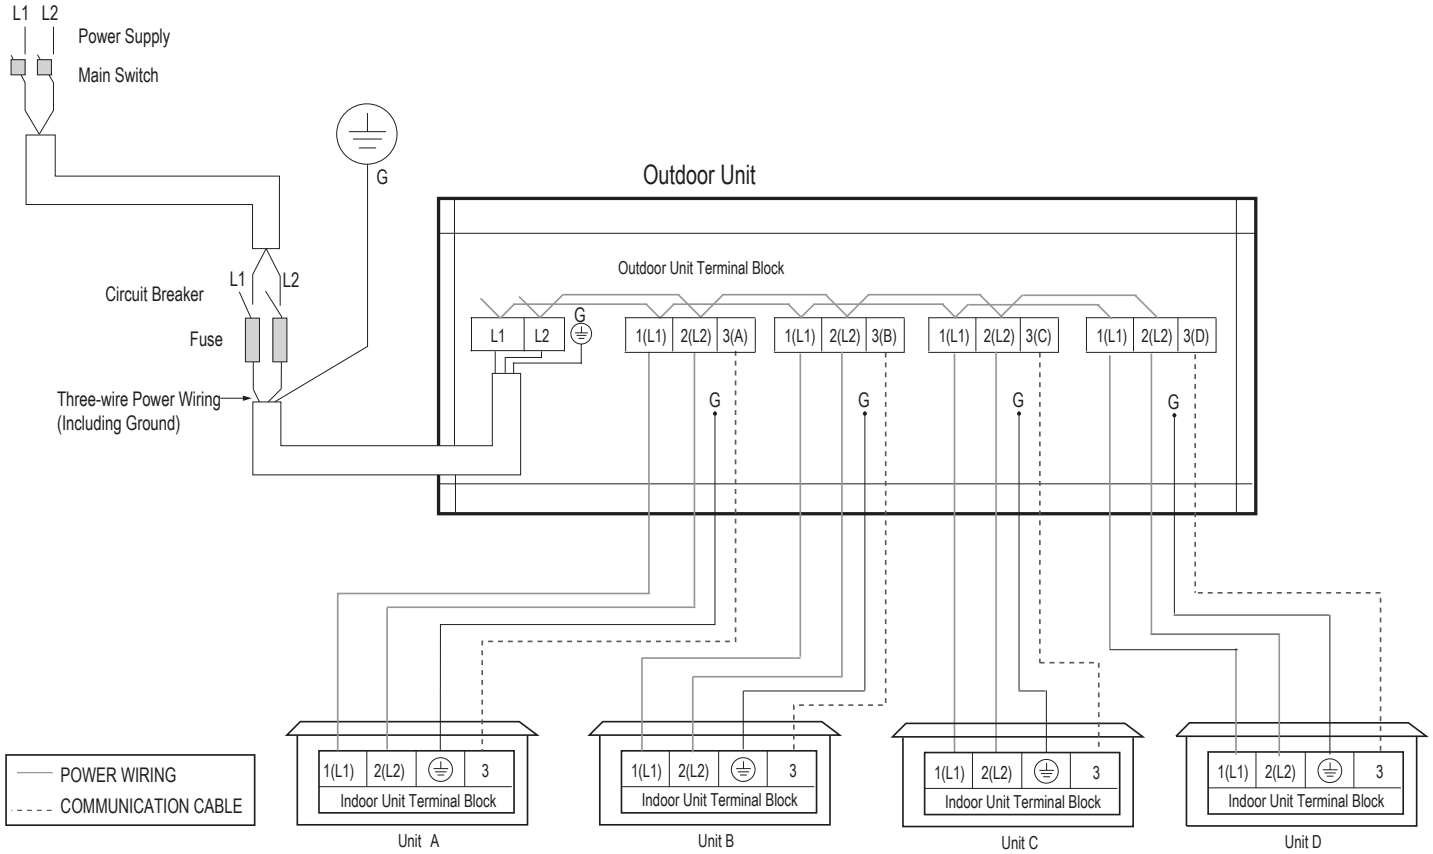 L1 L2
Power Supply
Main Switch
G
Outdoor Unit
Outdoor Unit Terminal Block
L1 L2
Circuit Breaker
Fuse
G
L1 L2
1(L1) 2(L2) 3(A)
1(L1) 2(L2) 3(B)
1(L1) 2(L2) 3(C)
1(L1) 2(L2) 3(D)
Three-wire Power Wiring
(Including Ground)
G G G G
1(L1) 2(L2) 3
Indoor Unit Terminal Block
Unit A
1(L1) 2(L2) 3
Indoor Unit Terminal Block
Unit B
1(L1) 2(L2) 3
Indoor Unit Terminal Block
Unit C
1(L1) 2(L2) 3
Indoor Unit Terminal Block
Unit D
POWER WIRING
COMMUNICATION CABLE